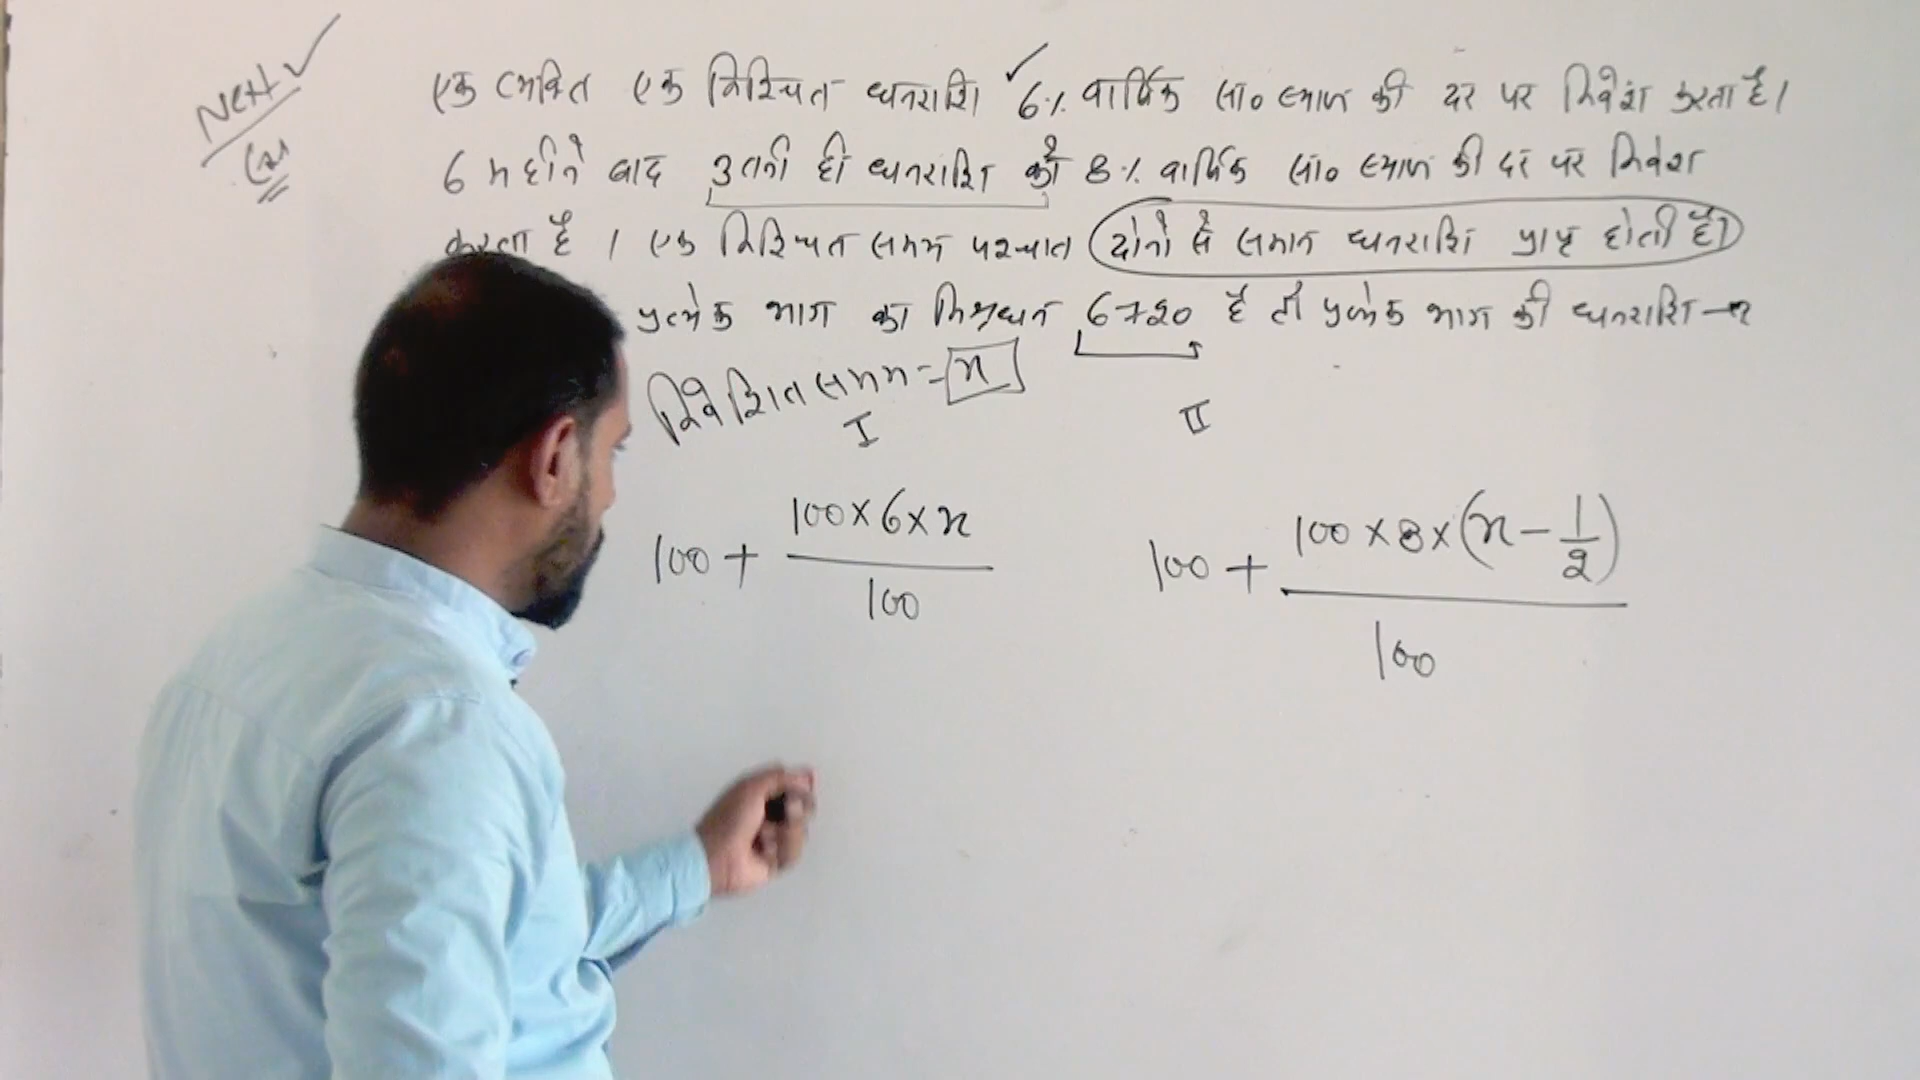 Next
Qs
एक व्यक्ति एक निश्चित धनराशि 6% वार्षिक सा० ब्याज की दर पर निवेश करता है।
6 महीने बाद उतनी ही धनराशि को 8% वार्षिक सा० ब्याज की दर पर निवेश
करता है । एक निश्चित समय पश्चात दोनो से समान धनराशि प्राप्त होती है।
प्रत्येक भाग का मिश्रधन 6720 है तो प्रत्येक भाग की धनराशि → ?
निवेशित समय = x
I II
100 + 100×6×x / 100
100 + 100×8×(x - 1/2) / 100